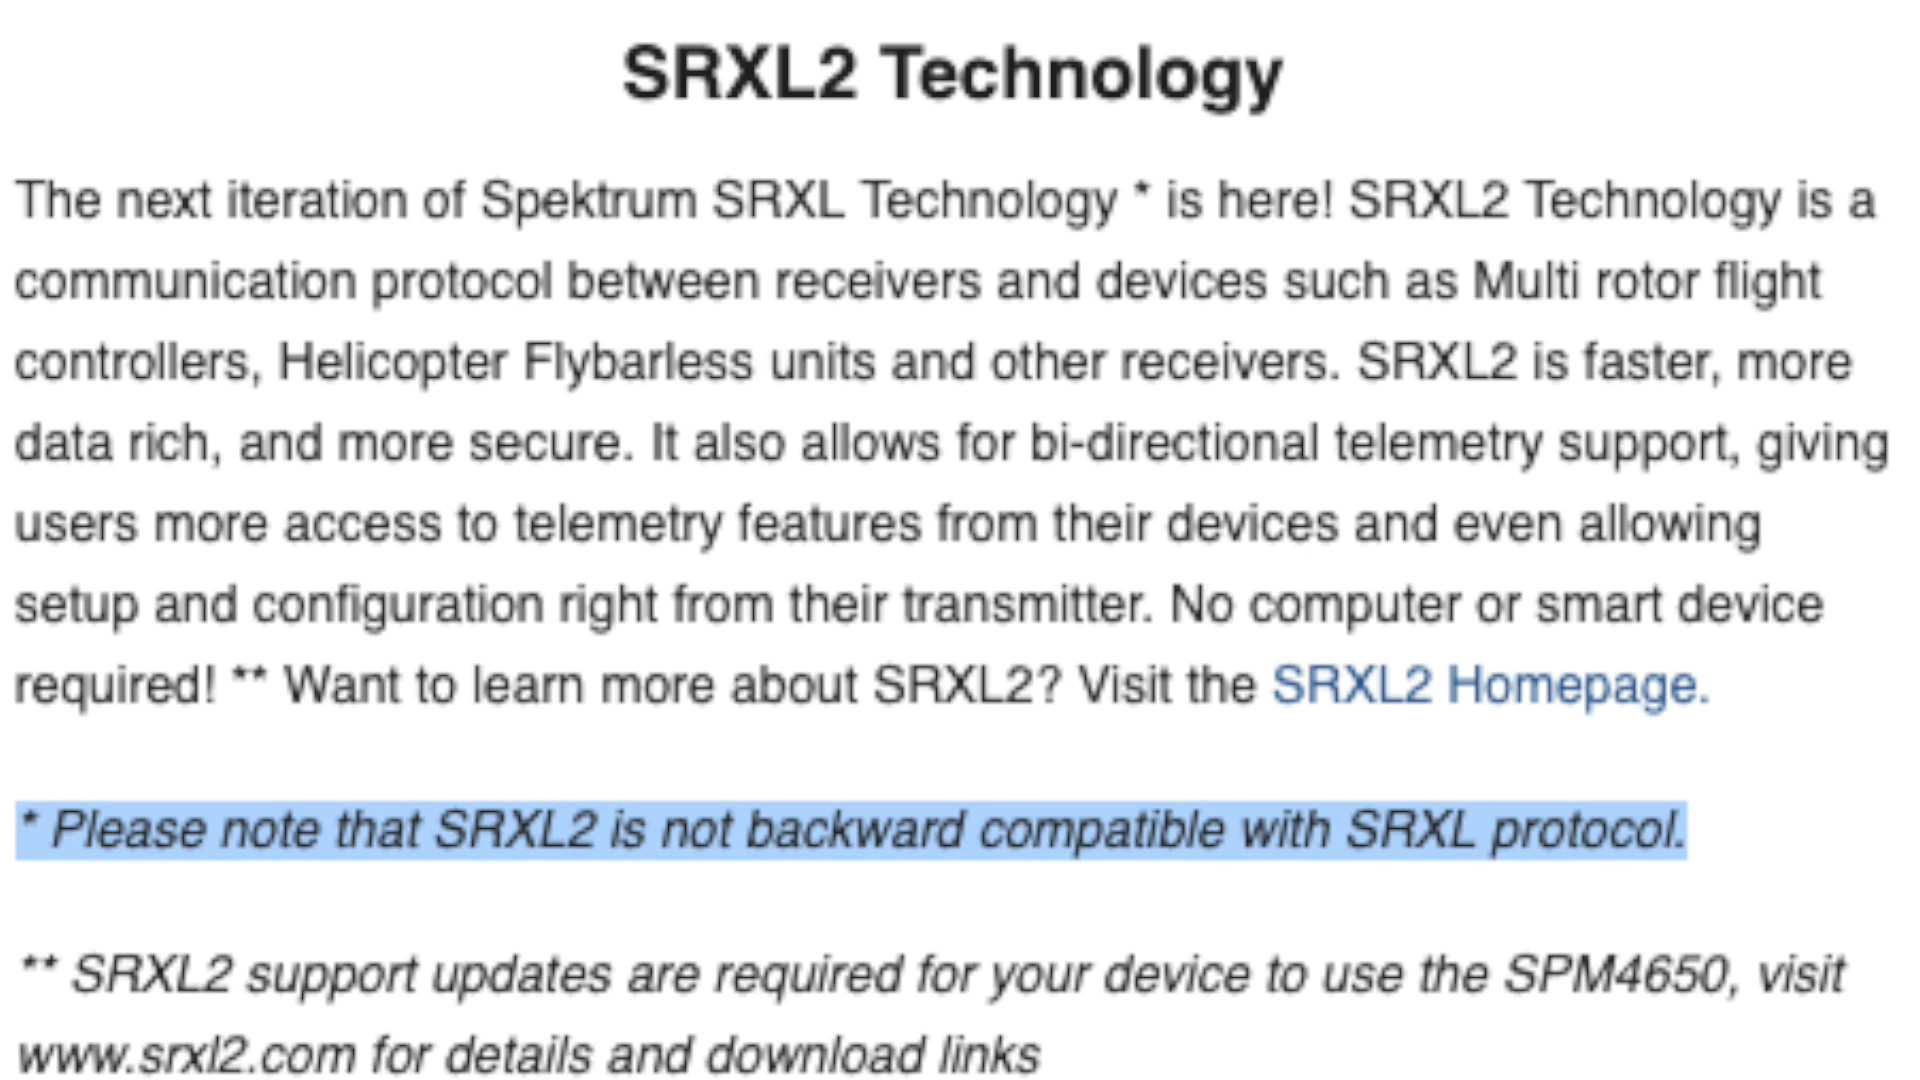 SRXL2 Technology
The next iteration of Spektrum SRXL Technology * is here! SRXL2 Technology is a
communication protocol between receivers and devices such as Multi rotor flight
controllers, Helicopter Flybarless units and other receivers. SRXL2 is faster, more
data rich, and more secure. It also allows for bi-directional telemetry support, giving
users more access to telemetry features from their devices and even allowing
setup and configuration right from their transmitter. No computer or smart device
required! ** Want to learn more about SRXL2? Visit the SRXL2 Homepage.
* Please note that SRXL2 is not backward compatible with SRXL protocol.
** SRXL2 support updates are required for your device to use the SPM4650, visit
www.srxl2.com for details and download links